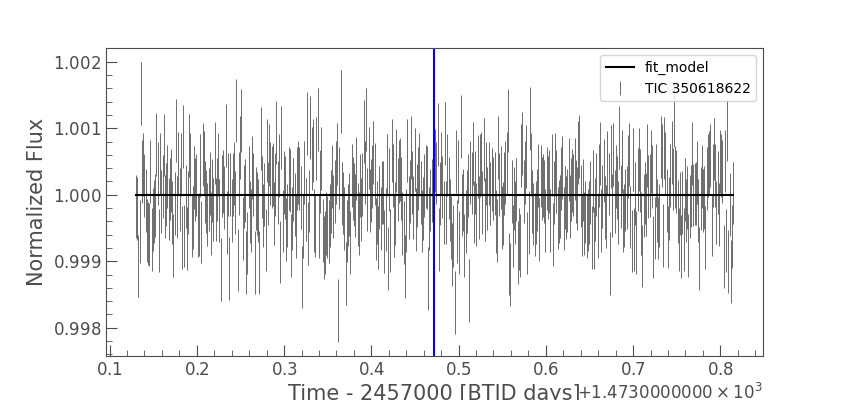 fit_model
TIC 350618622
Normalized Flux
1.002
1.001
1.000
0.999
0.998
0.1 0.2 0.3 0.4 0.5 0.6 0.7 0.8
Time - 2457000 [BTJD days]
+1.4730000000 × 10³